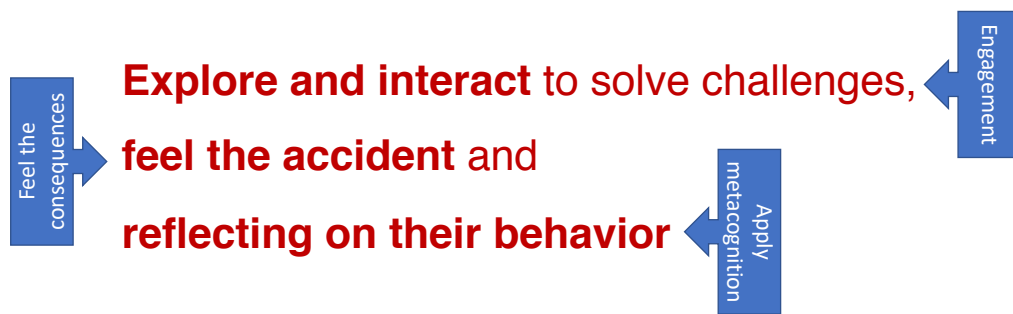 Explore and interact to solve challenges,
Engagement
Feel the
consequences
feel the accident and
reflecting on their behavior
Apply
metacognition